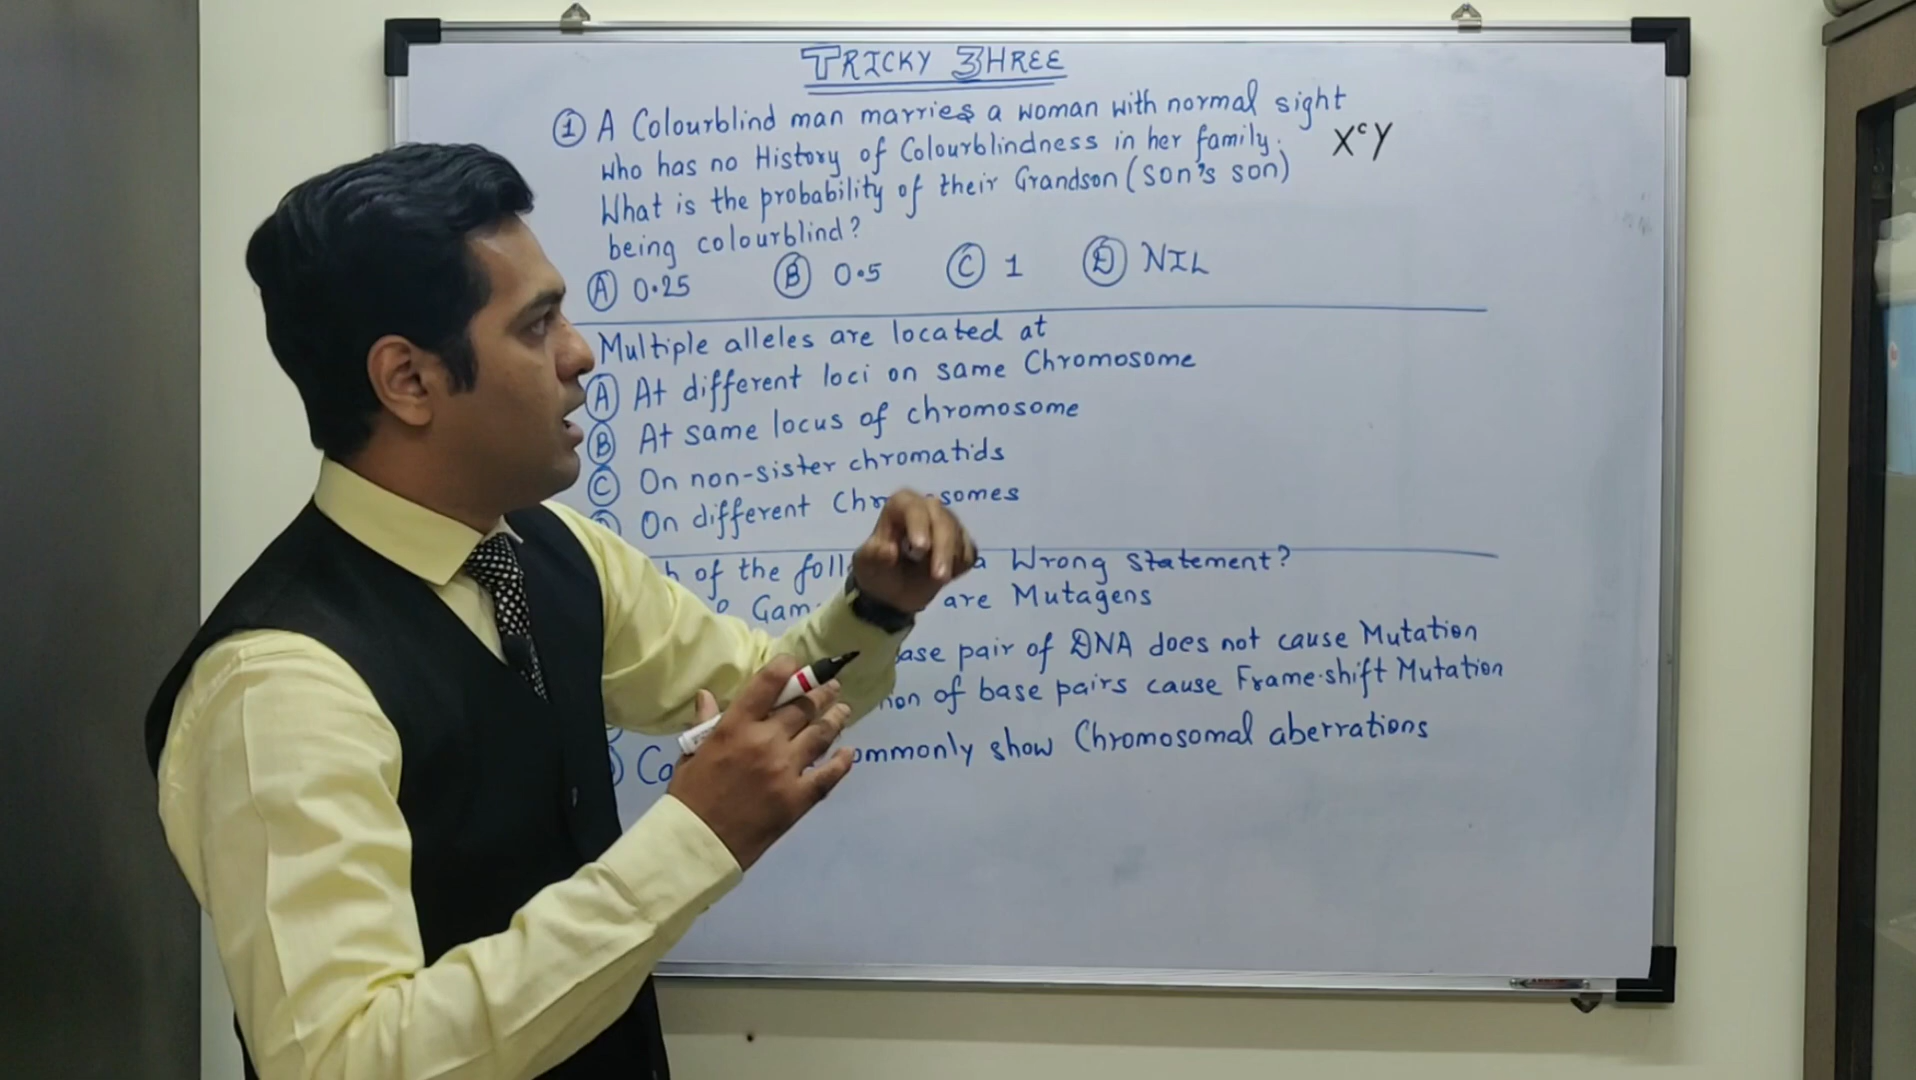 TRICKY THREE
① A Colourblind man marries a woman with normal sight
who has no History of Colourblindness in her family. XᶜY
What is the probability of their Grandson (son's son)
being colourblind?
Ⓐ 0.25 Ⓑ 0.5 Ⓒ 1 Ⓓ NIL
Multiple alleles are located at
Ⓐ At different loci on same Chromosome
Ⓑ At same locus of chromosome
Ⓒ On non-sister chromatids
On different
of the a Wrong statement?
are Mutagens
pair of DNA does not cause Mutation
of base pairs cause Frame-shift Mutation
show Chromosomal aberrations